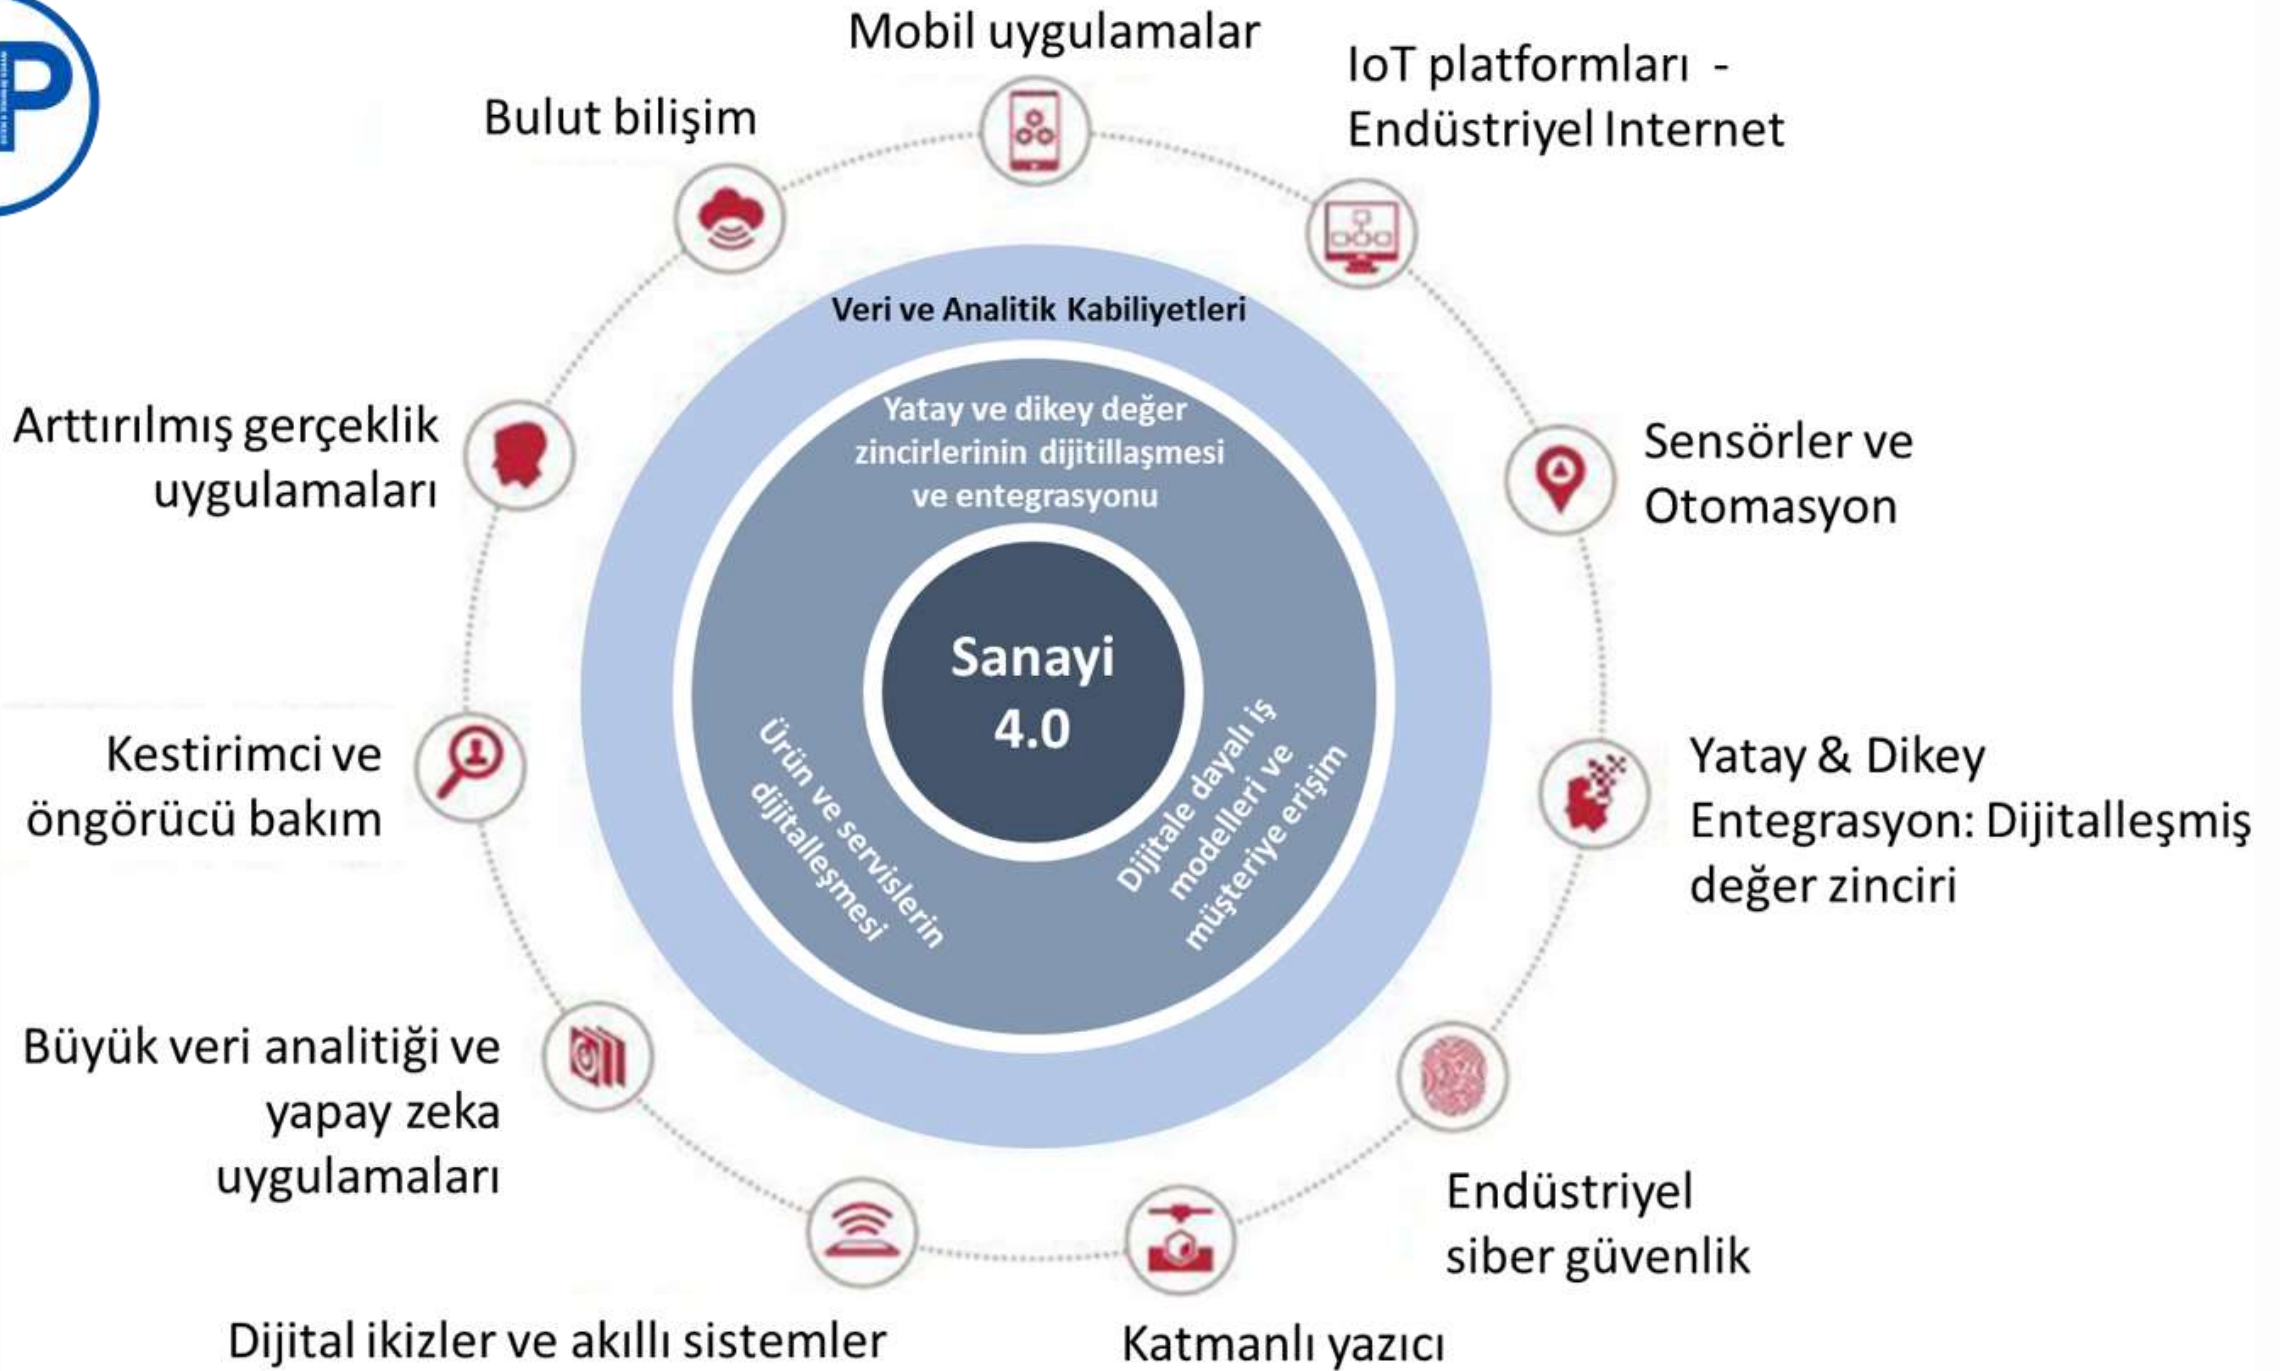 P
Mobil uygulamalar
IoT platformları -
Endüstriyel Internet
Bulut bilişim
Veri ve Analitik Kabiliyetleri
Yatay ve dikey değer
zincirlerinin dijitillaşmesi
ve entegrasyonu
Arttırılmış gerçeklik
uygulamaları
Sensörler ve
Otomasyon
Sanayi
4.0
Ürün ve servislerin
dijitalleşmesi
Dijitale dayalı iş
modelleri ve
müşteriye erişim
Kestirimci ve
öngörücü bakım
Yatay & Dikey
Entegrasyon: Dijitalleşmiş
değer zinciri
Büyük veri analitiği ve
yapay zeka
uygulamaları
Endüstriyel
siber güvenlik
Dijital ikizler ve akıllı sistemler
Katmanlı yazıcı